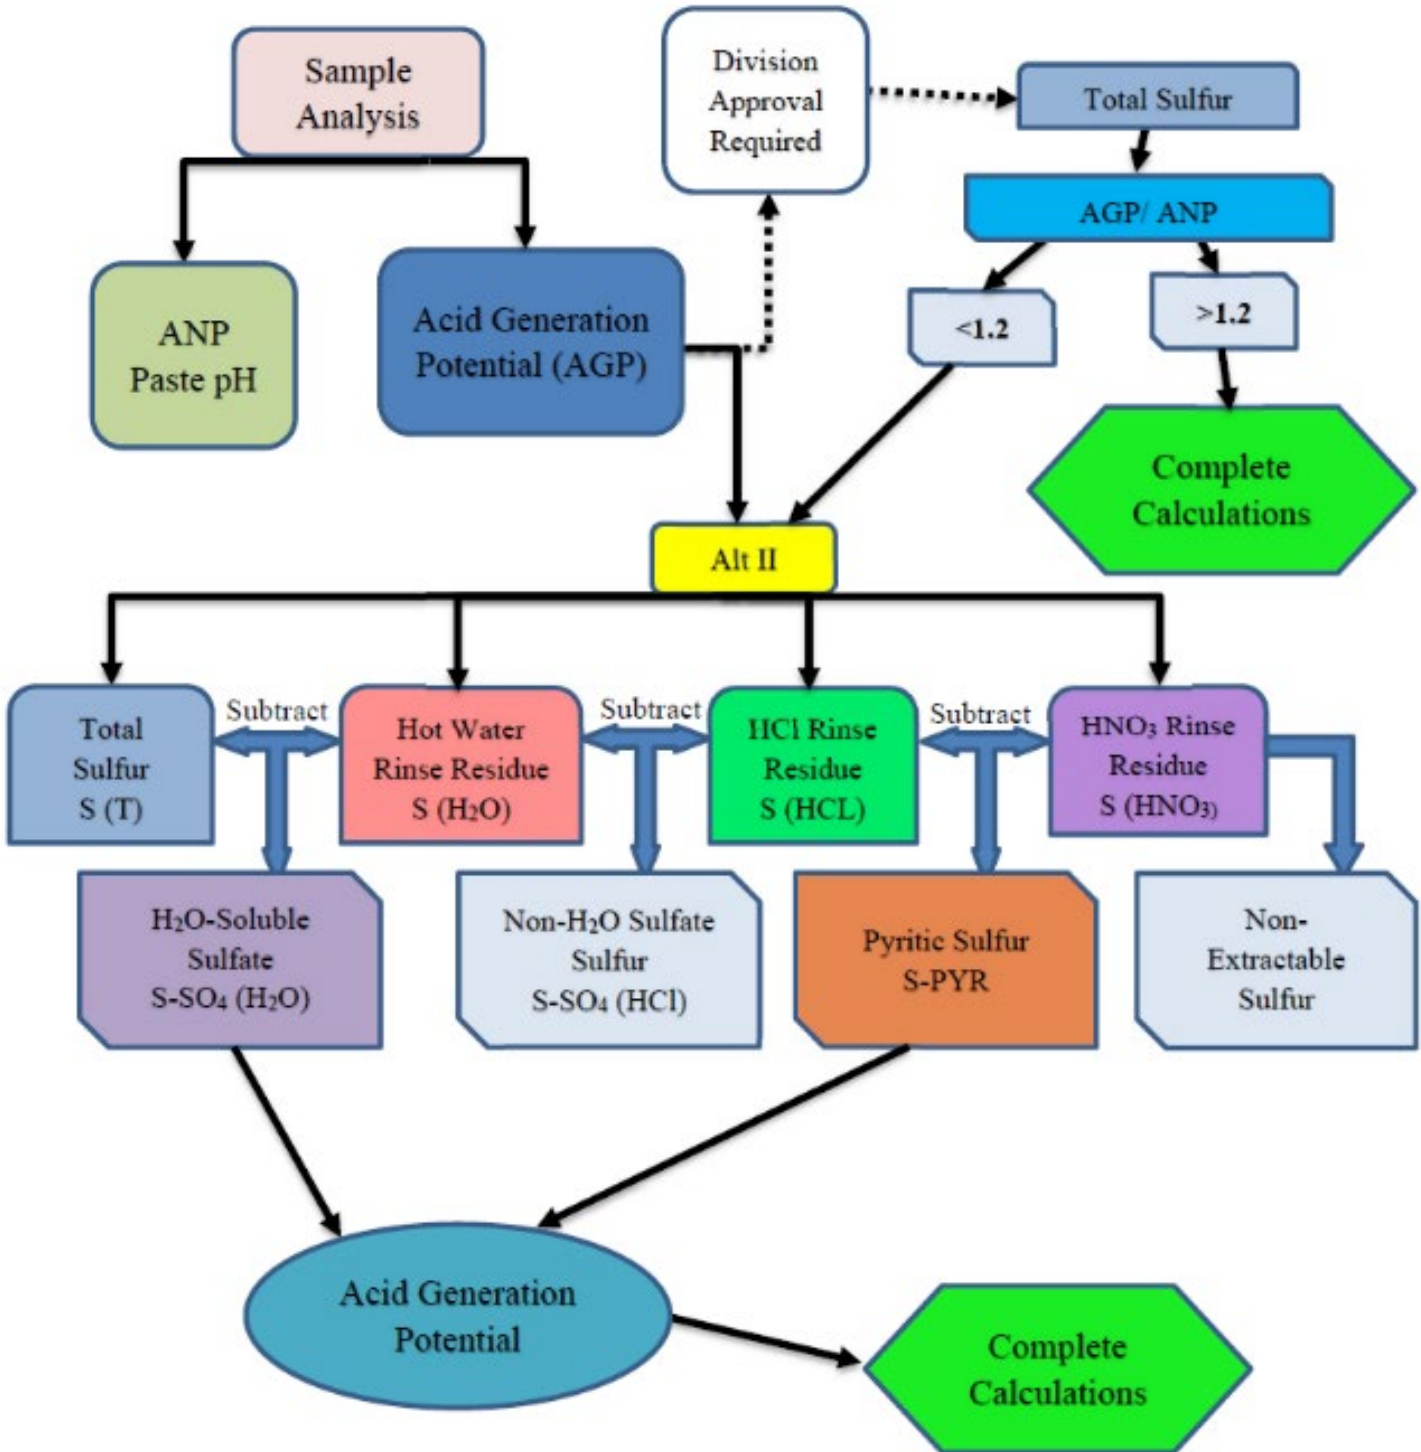 Sample
Analysis
Division
Approval
Required
Total Sulfur
AGP/ ANP
ANP
Paste pH
Acid Generation
Potential (AGP)
<1.2
>1.2
Complete
Calculations
Alt II
Total
Sulfur
S (T)
Subtract
Hot Water
Rinse Residue
S (H₂O)
Subtract
HCl Rinse
Residue
S (HCL)
Subtract
HNO₃ Rinse
Residue
S (HNO₃)
H₂O-Soluble
Sulfate
S-SO₄ (H₂O)
Non-H₂O Sulfate
Sulfur
S-SO₄ (HCl)
Pyritic Sulfur
S-PYR
Non-
Extractable
Sulfur
Acid Generation
Potential
Complete
Calculations